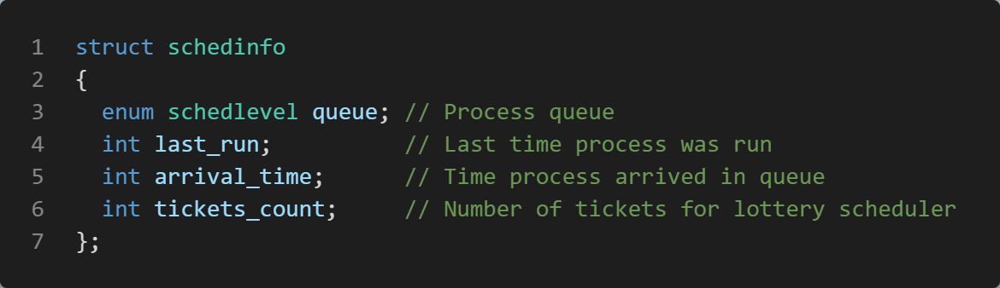 1 struct schedinfo
2 {
3 enum schedlevel queue; // Process queue
4 int last_run; // Last time process was run
5 int arrival_time; // Time process arrived in queue
6 int tickets_count; // Number of tickets for lottery scheduler
7 };